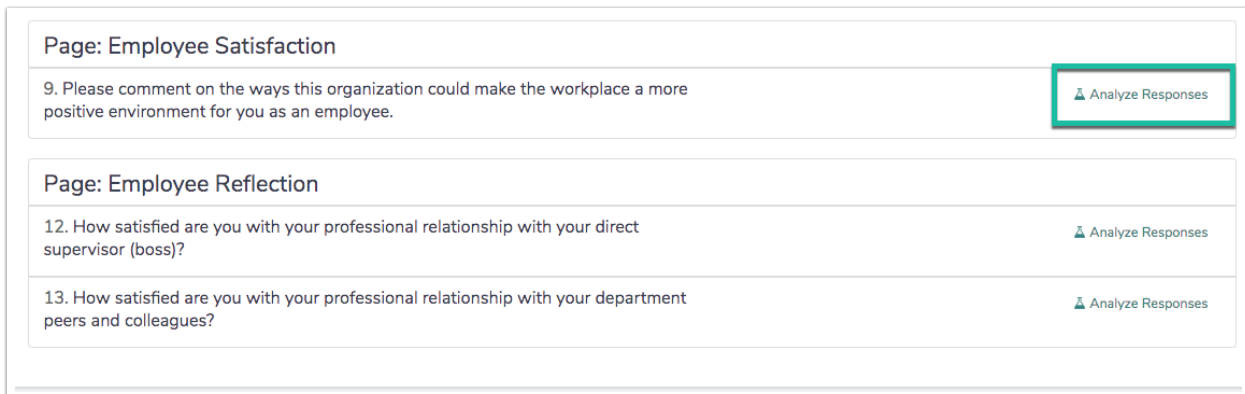 Page: Employee Satisfaction
9. Please comment on the ways this organization could make the workplace a more
positive environment for you as an employee.
Analyze Responses
Page: Employee Reflection
12. How satisfied are you with your professional relationship with your direct
supervisor (boss)?
Analyze Responses
13. How satisfied are you with your professional relationship with your department
peers and colleagues?
Analyze Responses